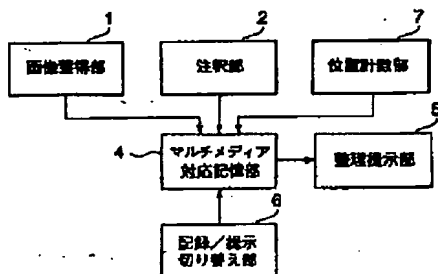 1
画像獲得部
2
注釈部
7
位置計数部
4
マルチメディア
対応記憶部
5
整理提示部
6
記録／提示
切り替え部